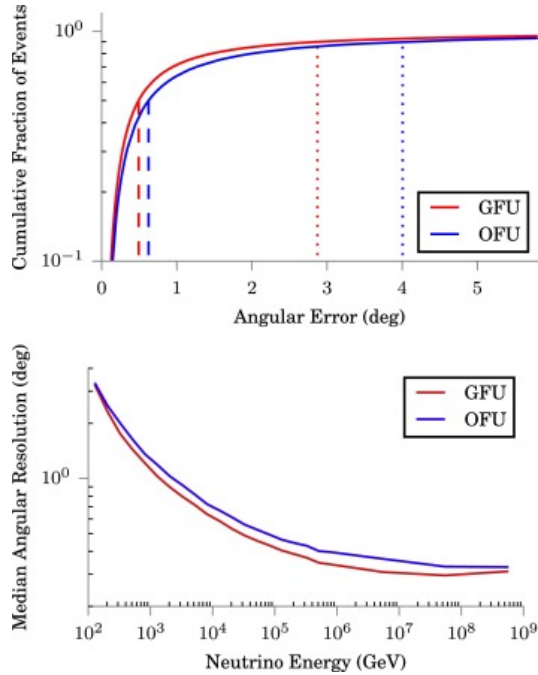 Cumulative Fraction of Events
10⁰
10⁻¹
GFU
OFU
0 1 2 3 4 5
Angular Error (deg)
Median Angular Resolution (deg)
10⁰
GFU
OFU
10² 10³ 10⁴ 10⁵ 10⁶ 10⁷ 10⁸ 10⁹
Neutrino Energy (GeV)